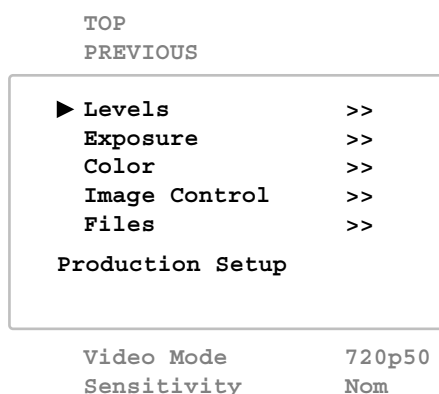 TOP
PREVIOUS
▶ Levels >>
Exposure >>
Color >>
Image Control >>
Files >>
Production Setup
Video Mode 720p50
Sensitivity Nom